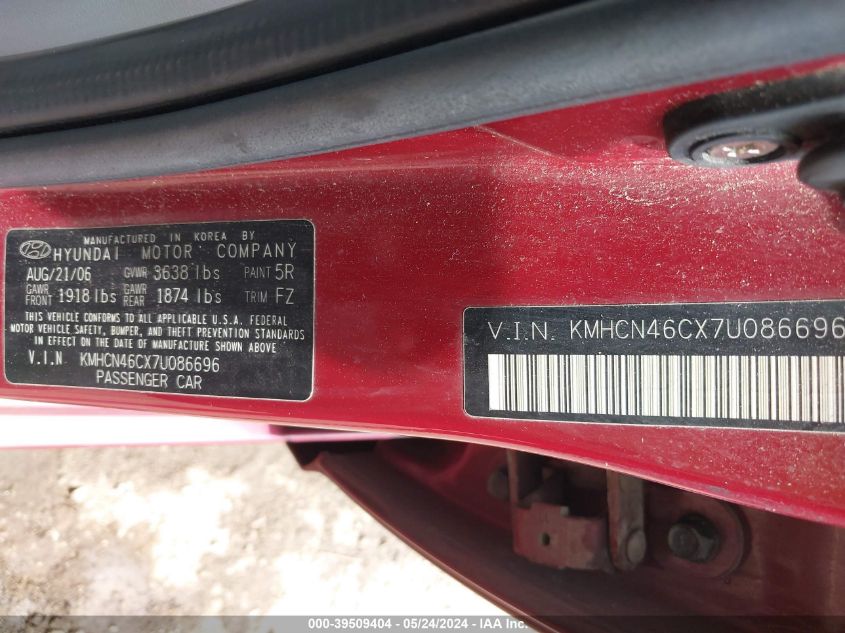 MANUFACTURED IN KOREA BY
HYUNDAI MOTOR COMPANY
AUG/21/06 GVWR 3638 lbs PAINT 5R
GAWR FRONT 1918 lbs GAWR REAR 1874 lbs TRIM FZ
THIS VEHICLE CONFORMS TO ALL APPLICABLE U.S.A. FEDERAL
MOTOR VEHICLE SAFETY, BUMPER, AND THEFT PREVENTION STANDARDS
IN EFFECT ON THE DATE OF MANUFACTURE SHOWN ABOVE
V.I.N KMHCN46CX7U086696
PASSENGER CAR
V.I.N. KMHCN46CX7U086696
000-39509404 - 05/24/2024 - IAA Inc.